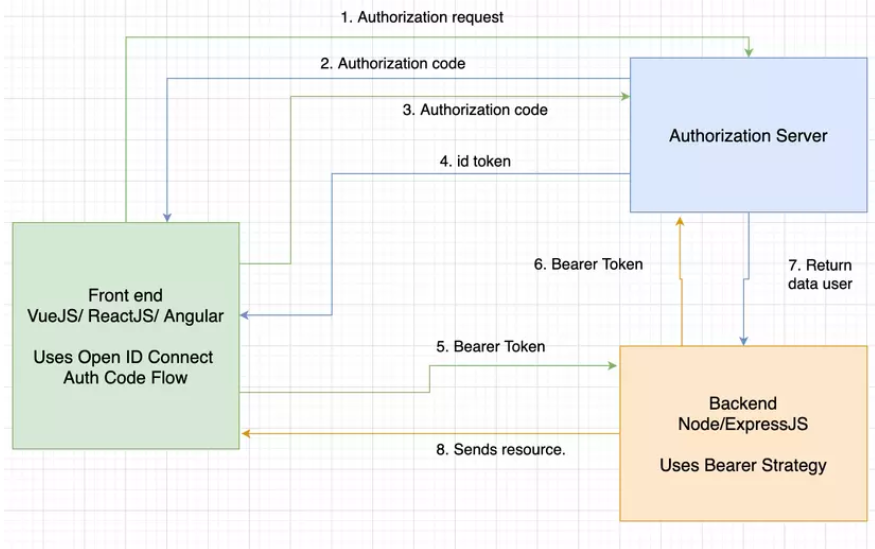 1. Authorization request
2. Authorization code
3. Authorization code
Authorization Server
4. id token
6. Bearer Token
7. Return
data user
Front end
VueJS/ ReactJS/ Angular
Uses Open ID Connect
Auth Code Flow
5. Bearer Token
Backend
Node/ExpressJS
Uses Bearer Strategy
8. Sends resource.